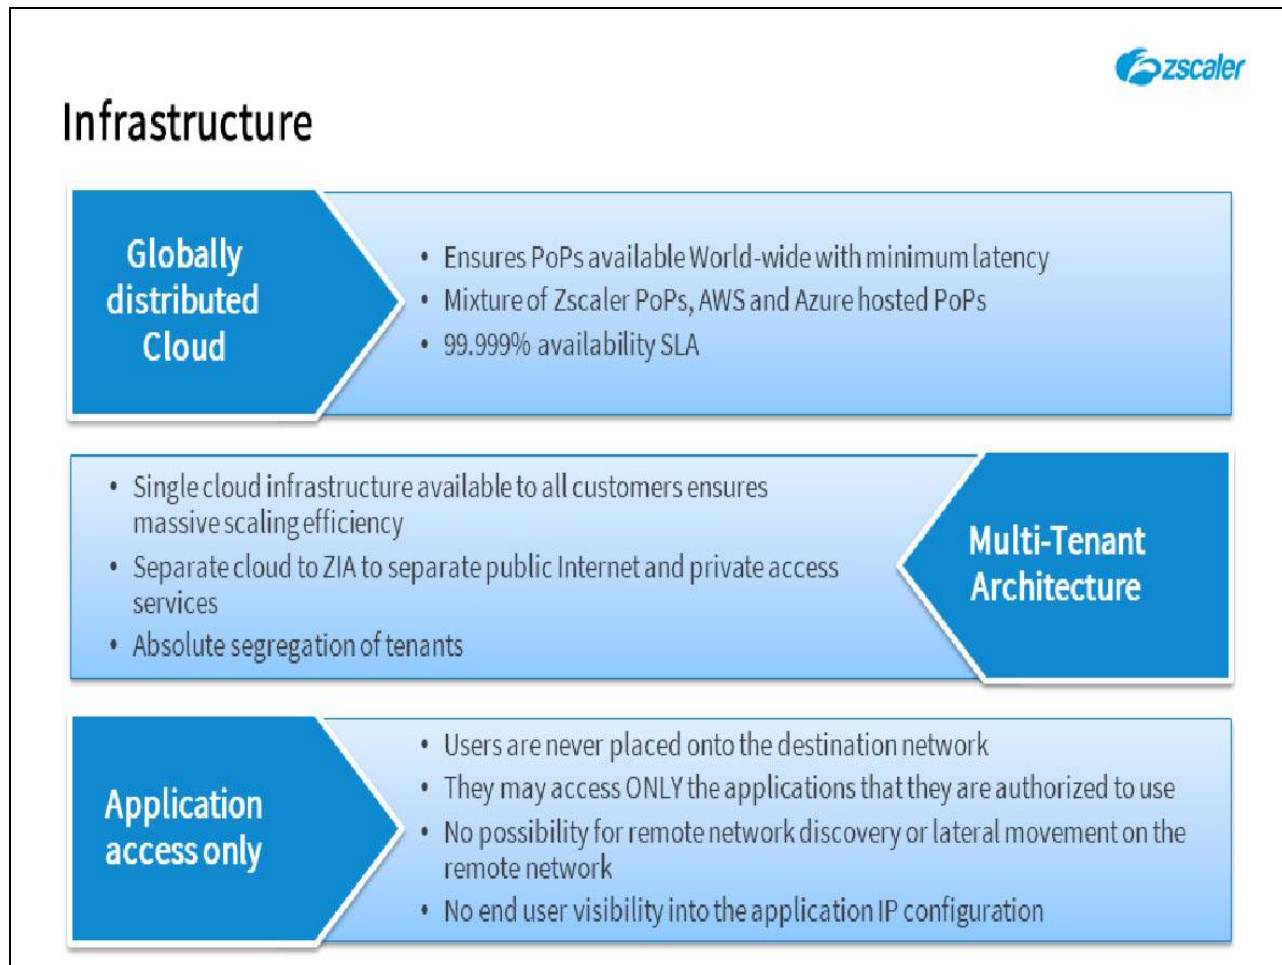 zscaler
Infrastructure
Globally
distributed
Cloud
• Ensures PoPs available World-wide with minimum latency
• Mixture of Zscaler PoPs, AWS and Azure hosted PoPs
• 99.999% availability SLA
• Single cloud infrastructure available to all customers ensures
massive scaling efficiency
• Separate cloud to ZIA to separate public Internet and private access
services
• Absolute segregation of tenants
Multi-Tenant
Architecture
Application
access only
• Users are never placed onto the destination network
• They may access ONLY the applications that they are authorized to use
• No possibility for remote network discovery or lateral movement on the
remote network
• No end user visibility into the application IP configuration